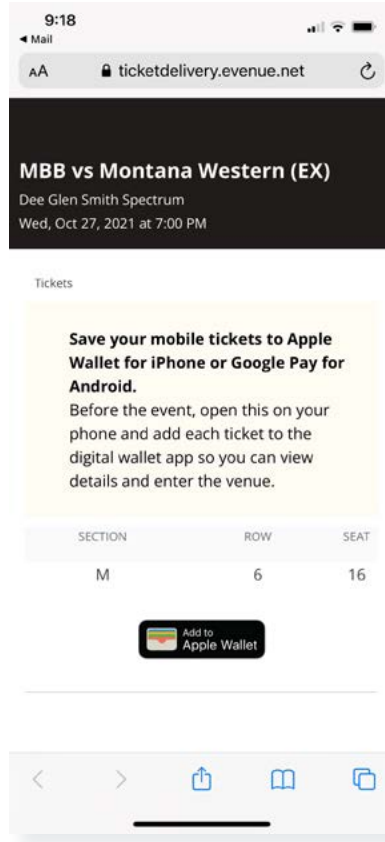 9:18
◀ Mail
AA ticketdelivery.evenue.net
MBB vs Montana Western (EX)
Dee Glen Smith Spectrum
Wed, Oct 27, 2021 at 7:00 PM
Tickets
Save your mobile tickets to Apple
Wallet for iPhone or Google Pay for
Android.
Before the event, open this on your
phone and add each ticket to the
digital wallet app so you can view
details and enter the venue.
SECTION ROW SEAT
M 6 16
Add to
Apple Wallet